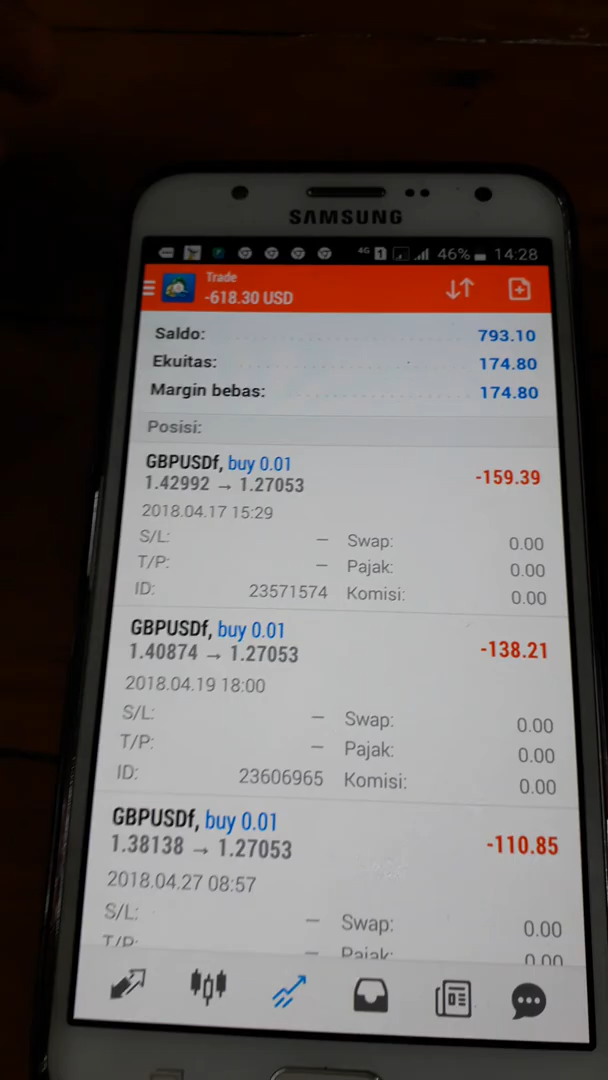 SAMSUNG
4G 1 46% 14:28
Trade
-618.30 USD
Saldo: 793.10
Ekuitas: 174.80
Margin bebas: 174.80
Posisi:
GBPUSDf, buy 0.01
1.42992 → 1.27053 -159.39
2018.04.17 15:29
S/L: – Swap: 0.00
T/P: – Pajak: 0.00
ID: 23571574 Komisi: 0.00
GBPUSDf, buy 0.01
1.40874 → 1.27053 -138.21
2018.04.19 18:00
S/L: – Swap: 0.00
T/P: – Pajak: 0.00
ID: 23606965 Komisi: 0.00
GBPUSDf, buy 0.01
1.38138 → 1.27053 -110.85
2018.04.27 08:57
S/L: – Swap: 0.00
T/P: – Pajak: 0.00